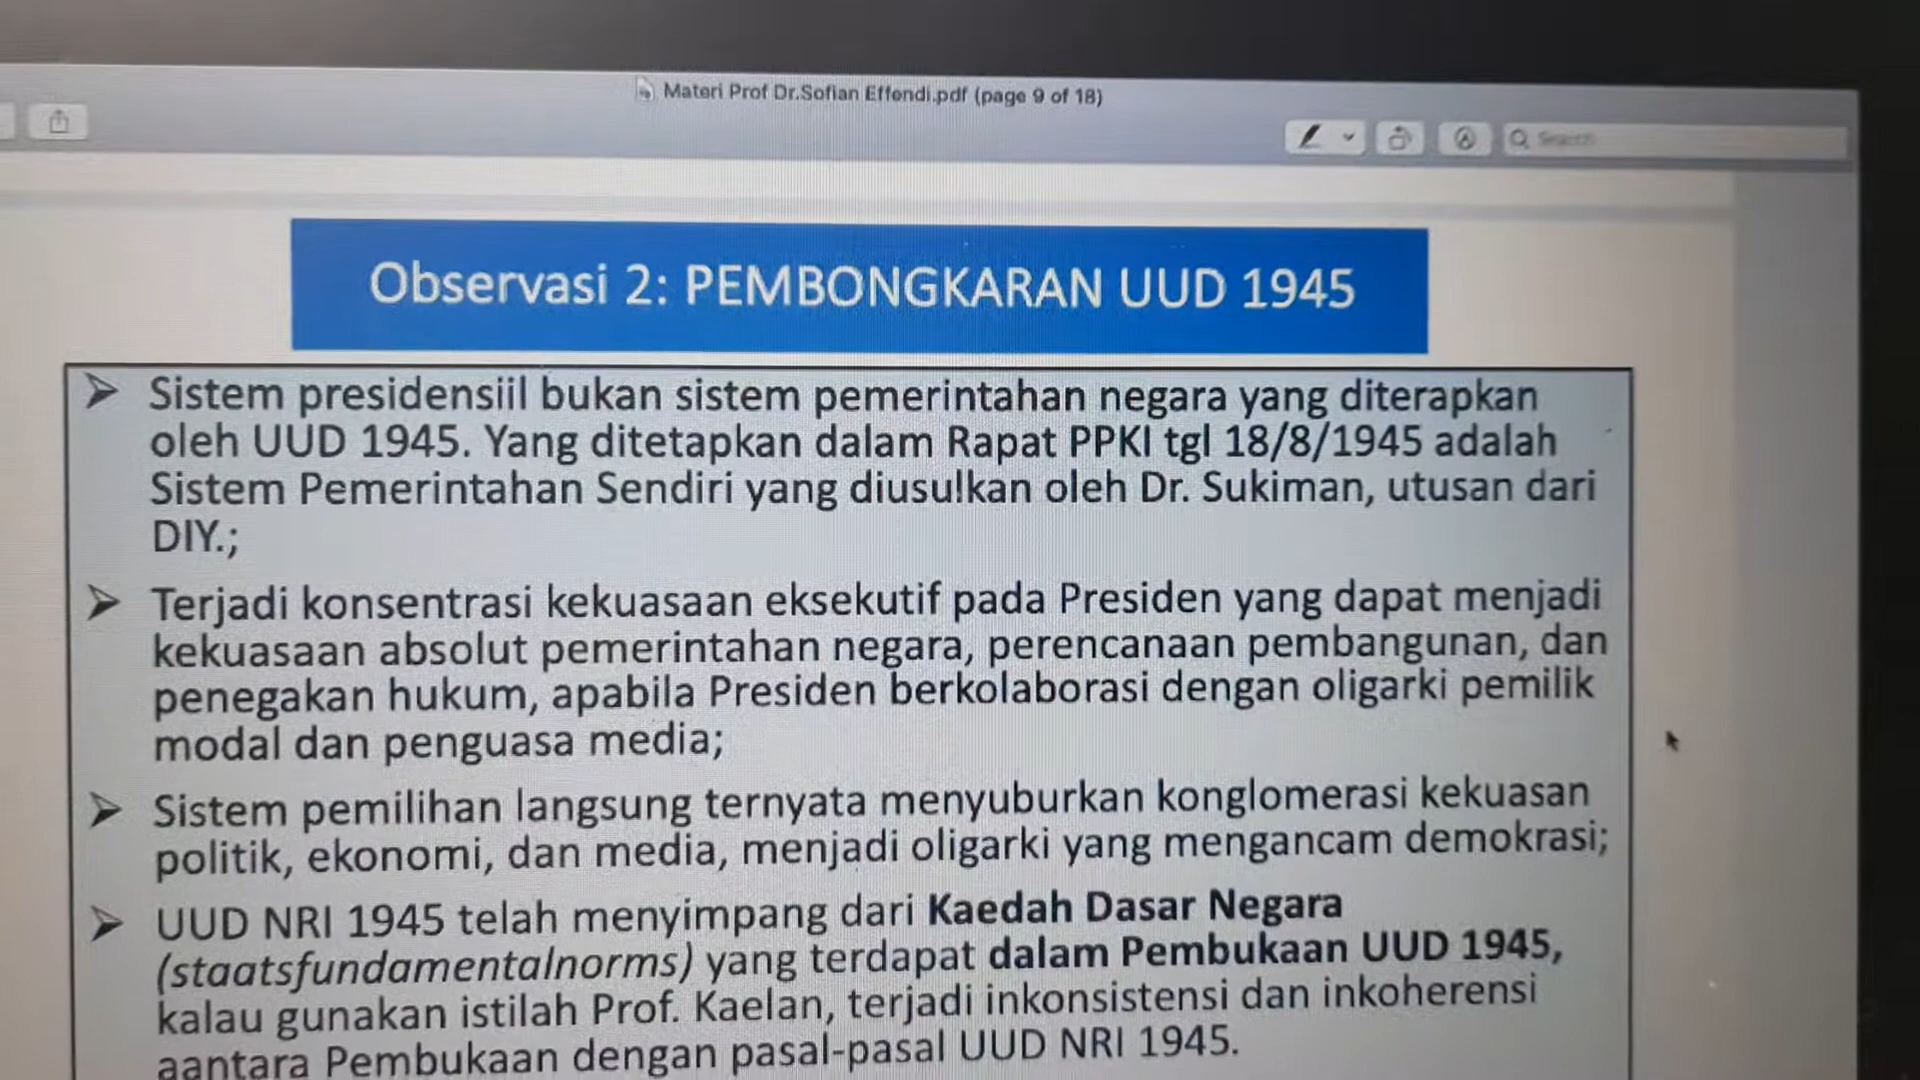 Materi Prof Dr.Sofian Effendi.pdf (page 9 of 18)
Search
Observasi 2: PEMBONGKARAN UUD 1945
Sistem presidensiil bukan sistem pemerintahan negara yang diterapkan
oleh UUD 1945. Yang ditetapkan dalam Rapat PPKI tgl 18/8/1945 adalah
Sistem Pemerintahan Sendiri yang diusulkan oleh Dr. Sukiman, utusan dari
DIY.;
Terjadi konsentrasi kekuasaan eksekutif pada Presiden yang dapat menjadi
kekuasaan absolut pemerintahan negara, perencanaan pembangunan, dan
penegakan hukum, apabila Presiden berkolaborasi dengan oligarki pemilik
modal dan penguasa media;
Sistem pemilihan langsung ternyata menyuburkan konglomerasi kekuasan
politik, ekonomi, dan media, menjadi oligarki yang mengancam demokrasi;
UUD NRI 1945 telah menyimpang dari Kaedah Dasar Negara
(staatsfundamentalnorms) yang terdapat dalam Pembukaan UUD 1945,
kalau gunakan istilah Prof. Kaelan, terjadi inkonsistensi dan inkoherensi
aantara Pembukaan dengan pasal-pasal UUD NRI 1945.